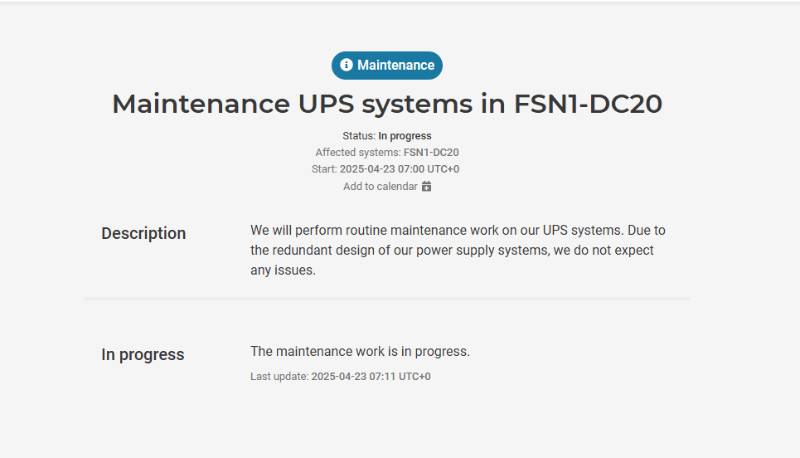 Maintenance
Maintenance UPS systems in FSN1-DC20
Status: In progress
Affected systems: FSN1-DC20
Start: 2025-04-23 07:00 UTC+0
Add to calendar
Description
We will perform routine maintenance work on our UPS systems. Due to
the redundant design of our power supply systems, we do not expect
any issues.
In progress
The maintenance work is in progress.
Last update: 2025-04-23 07:11 UTC+0